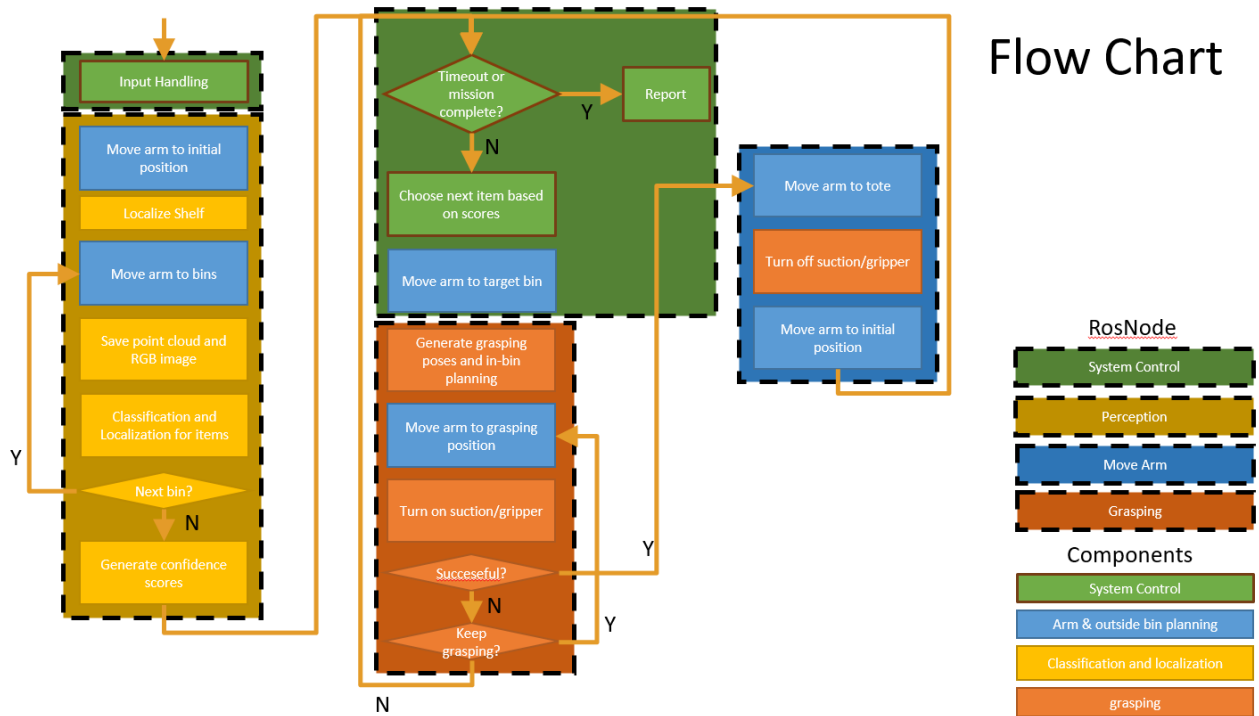 Flow Chart
Input Handling
Move arm to initial
position
Localize Shelf
Move arm to bins
Save point cloud and
RGB image
Classification and
Localization for items
Y
Next bin?
N
Generate confidence
scores
Timeout or
mission
complete?
Y
Report
N
Choose next item based
on scores
Move arm to target bin
Generate grasping
poses and in-bin
planning
Move arm to grasping
position
Turn on suction/gripper
Succeseful?
Y
N
Keep
grasping?
Y
N
Move arm to tote
Turn off suction/gripper
Move arm to initial
position
RosNode
System Control
Perception
Move Arm
Grasping
Components
System Control
Arm & outside bin planning
Classification and localization
grasping